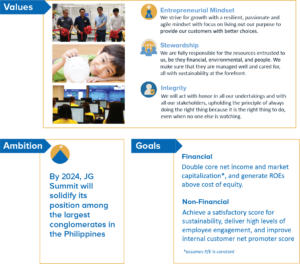 Values
Entrepreneurial Mindset
We strive for growth with a resilient, passionate and
agile mindset with focus on living out our purpose to
provide our customers with better choices.
Stewardship
We are fully responsible for the resources entrusted to
us, be they financial, environmental, and people. We
make sure that they are managed well and cared for,
all with sustainability at the forefront.
Integrity
We will act with honor in all our undertakings and with
all our stakeholders, upholding the principle of always
doing the right thing because it is the right thing to do,
even when no one else is watching.
Ambition
By 2024, JG
Summit will
solidify its
position among
the largest
conglomerates in
the Philippines
Goals
Financial
Double core net income and market
capitalization*, and generate ROEs
above cost of equity.
Non-Financial
Achieve a satisfactory score for
sustainability, deliver high levels of
employee engagement, and improve
internal customer net promoter score
*assumes P/E is constant